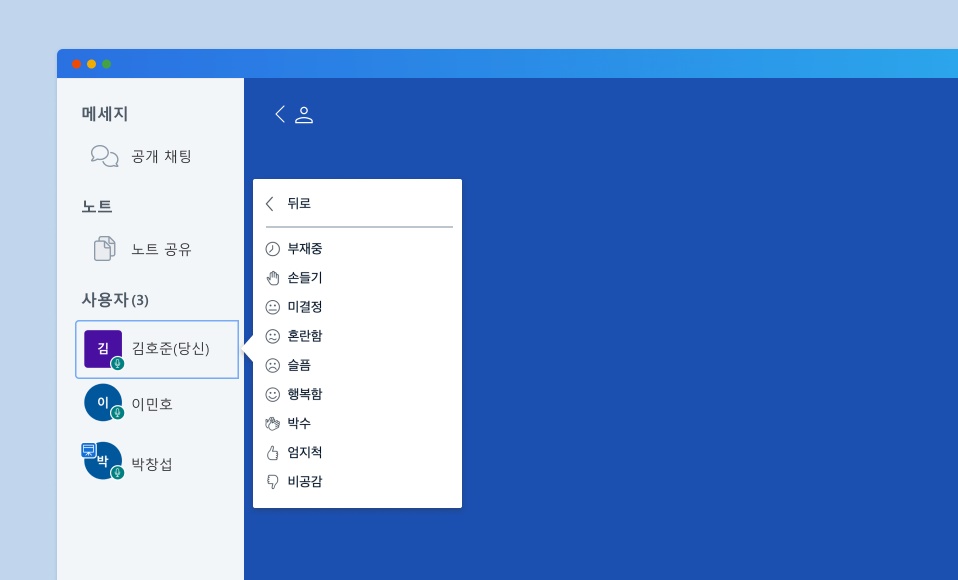 메세지
공개 채팅
노트
노트 공유
사용자(3)
김
김호준(당신)
이
이민호
박
박창섭
뒤로
부재중
손들기
미결정
혼란함
슬픔
행복함
박수
엄지척
비공감